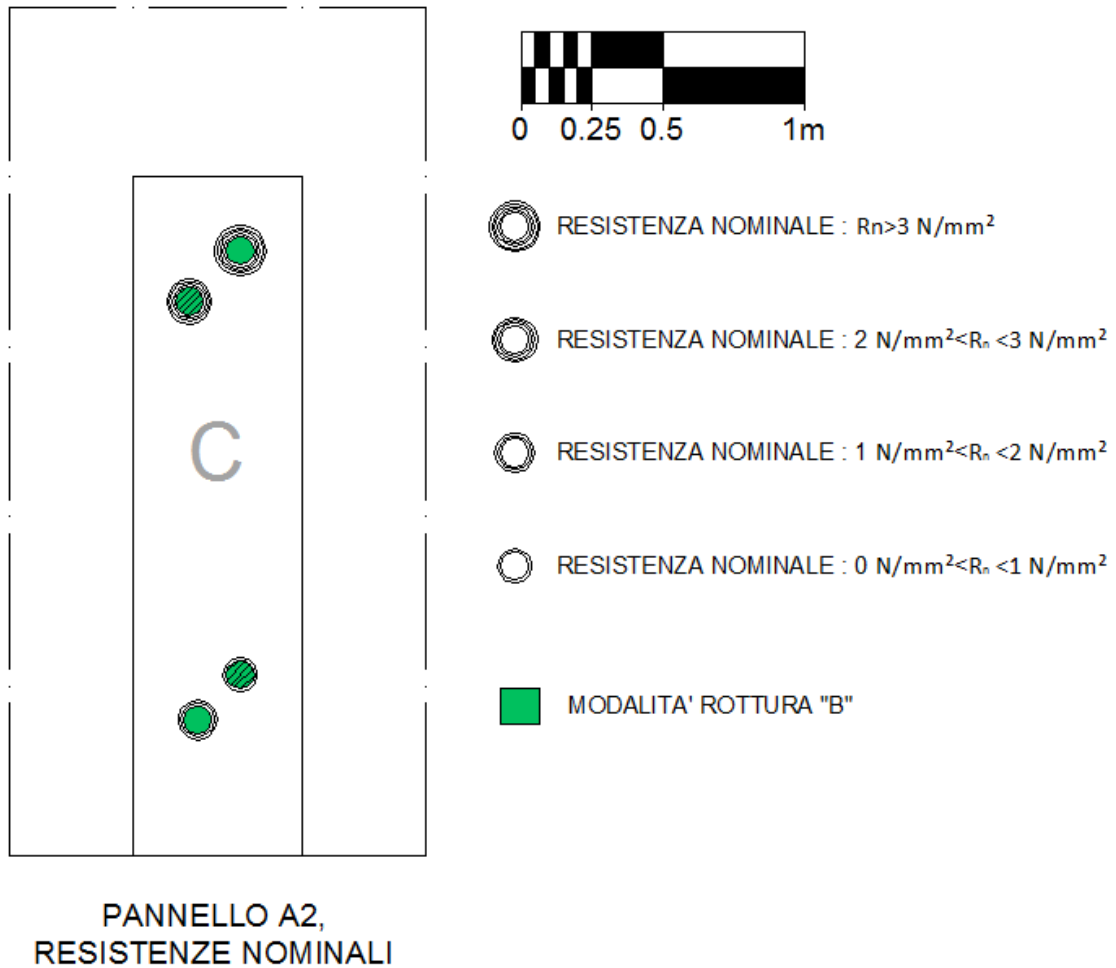 0 0.25 0.5 1m
RESISTENZA NOMINALE : Rn>3 N/mm²
RESISTENZA NOMINALE : 2 N/mm²<Rₙ <3 N/mm²
C
RESISTENZA NOMINALE : 1 N/mm²<Rₙ <2 N/mm²
RESISTENZA NOMINALE : 0 N/mm²<Rₙ <1 N/mm²
MODALITA' ROTTURA "B"
PANNELLO A2,
RESISTENZE NOMINALI